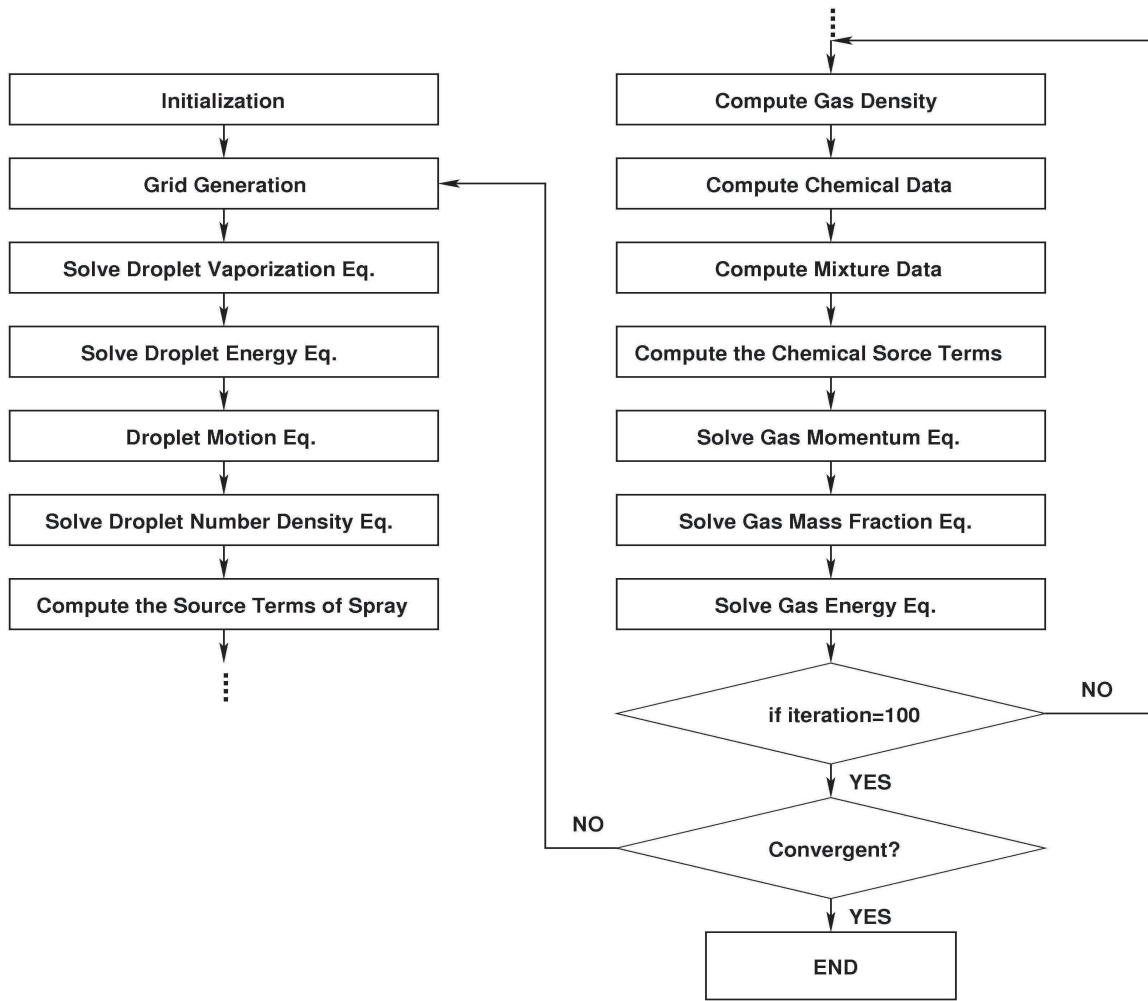 Initialization
Grid Generation
Solve Droplet Vaporization Eq.
Solve Droplet Energy Eq.
Droplet Motion Eq.
Solve Droplet Number Density Eq.
Compute the Source Terms of Spray
Compute Gas Density
Compute Chemical Data
Compute Mixture Data
Compute the Chemical Sorce Terms
Solve Gas Momentum Eq.
Solve Gas Mass Fraction Eq.
Solve Gas Energy Eq.
if iteration=100
NO
YES
Convergent?
NO
YES
END